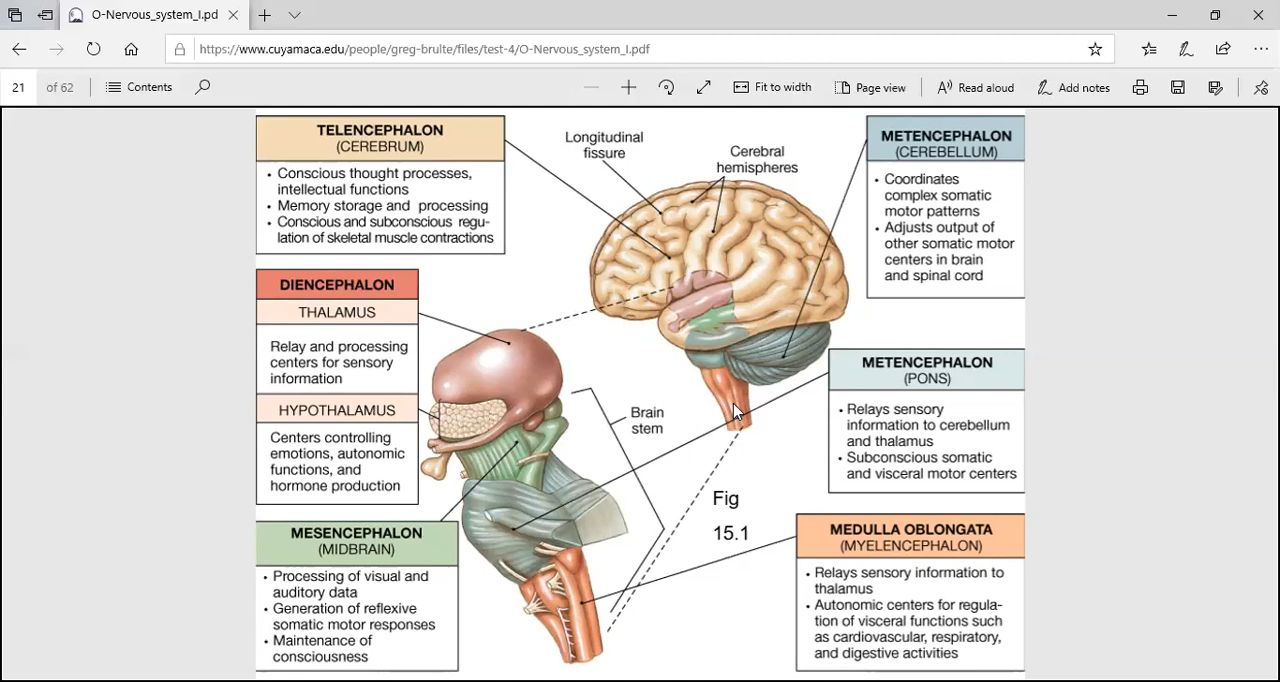 O-Nervous_system_I.pd
https://www.cuyamaca.edu/people/greg-brulte/files/test-4/O-Nervous_system_I.pdf
21 of 62 Contents Fit to width Page view Read aloud Add notes
TELENCEPHALON
(CEREBRUM)
• Conscious thought processes,
intellectual functions
• Memory storage and processing
• Conscious and subconscious regu-
lation of skeletal muscle contractions
Longitudinal
fissure
Cerebral
hemispheres
METENCEPHALON
(CEREBELLUM)
• Coordinates
complex somatic
motor patterns
• Adjusts output of
other somatic motor
centers in brain
and spinal cord
DIENCEPHALON
THALAMUS
Relay and processing
centers for sensory
information
HYPOTHALAMUS
Centers controlling
emotions, autonomic
functions, and
hormone production
Brain
stem
METENCEPHALON
(PONS)
• Relays sensory
information to cerebellum
and thalamus
• Subconscious somatic
and visceral motor centers
Fig
15.1
MESENCEPHALON
(MIDBRAIN)
• Processing of visual and
auditory data
• Generation of reflexive
somatic motor responses
• Maintenance of
consciousness
MEDULLA OBLONGATA
(MYELENCEPHALON)
• Relays sensory information to
thalamus
• Autonomic centers for regula-
tion of visceral functions such
as cardiovascular, respiratory,
and digestive activities